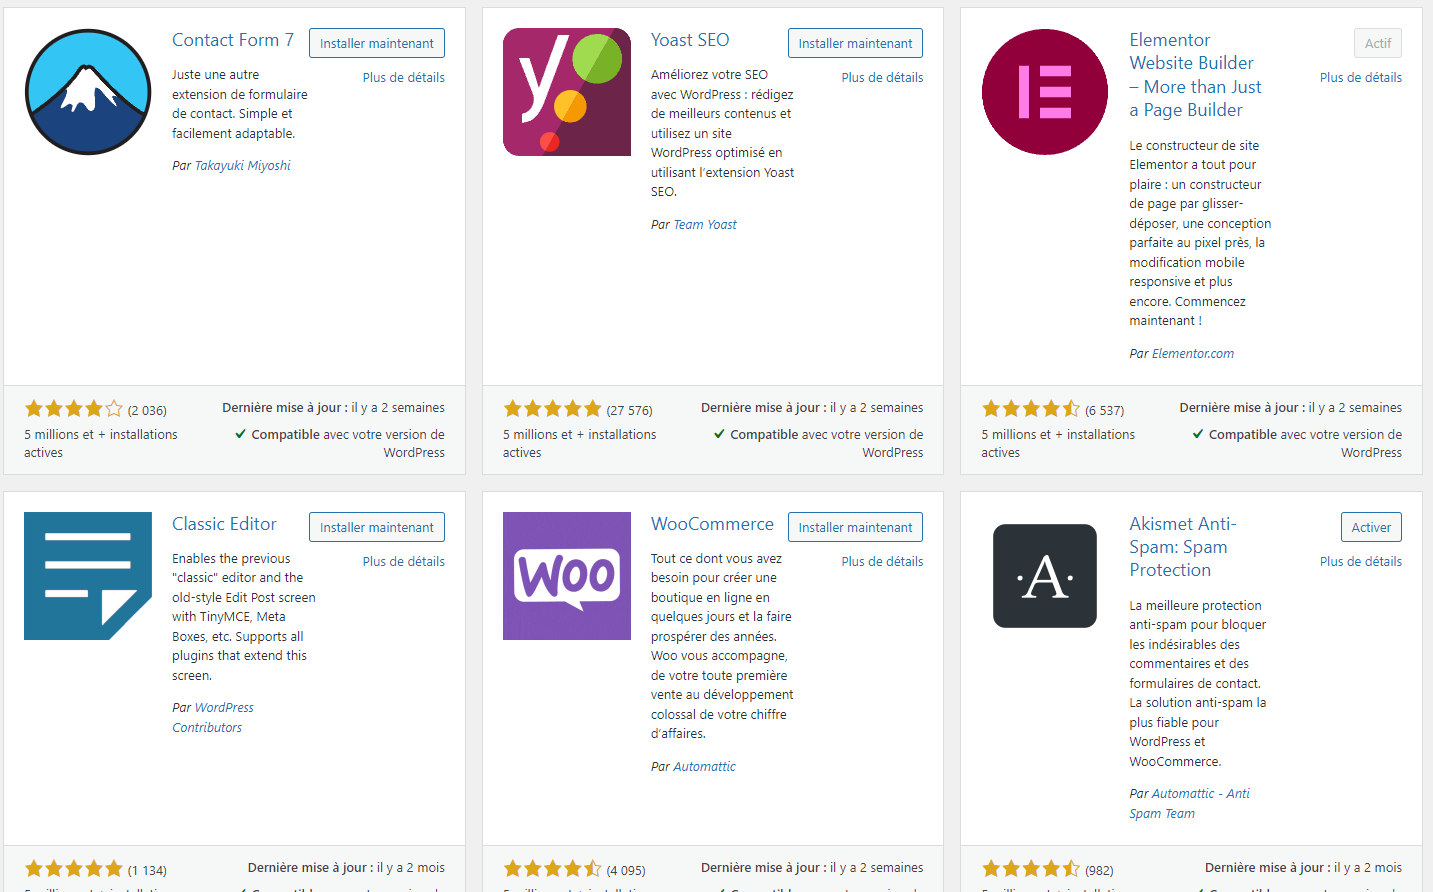 Contact Form 7
Installer maintenant
Plus de détails
Juste une autre
extension de formulaire
de contact. Simple et
facilement adaptable.
Par Takayuki Miyoshi
(2 036)
5 millions et + installations
actives
Dernière mise à jour : il y a 2 semaines
Compatible avec votre version de
WordPress
y
Yoast SEO
Installer maintenant
Plus de détails
Améliorez votre SEO
avec WordPress : rédigez
de meilleurs contenus et
utilisez un site
WordPress optimisé en
utilisant l’extension Yoast
SEO.
Par Team Yoast
(27 576)
5 millions et + installations
actives
Dernière mise à jour : il y a 2 semaines
Compatible avec votre version de
WordPress
Elementor
Website Builder
– More than Just
a Page Builder
Actif
Plus de détails
Le constructeur de site
Elementor a tout pour
plaire : un constructeur
de page par glisser-
déposer, une conception
parfaite au pixel près, la
modification mobile
responsive et plus
encore. Commencez
maintenant !
Par Elementor.com
(6 537)
5 millions et + installations
actives
Dernière mise à jour : il y a 2 semaines
Compatible avec votre version de
WordPress
Classic Editor
Installer maintenant
Plus de détails
Enables the previous
"classic" editor and the
old-style Edit Post screen
with TinyMCE, Meta
Boxes, etc. Supports all
plugins that extend this
screen.
Par WordPress
Contributors
(1 134)
Dernière mise à jour : il y a 2 mois
WOO
WooCommerce
Installer maintenant
Plus de détails
Tout ce dont vous avez
besoin pour créer une
boutique en ligne en
quelques jours et la faire
prospérer des années.
Woo vous accompagne,
de votre toute première
vente au développement
colossal de votre chiffre
d’affaires.
Par Automattic
(4 095)
Dernière mise à jour : il y a 2 semaines
·A·
Akismet Anti-
Spam: Spam
Protection
Activer
Plus de détails
La meilleure protection
anti-spam pour bloquer
les indésirables des
commentaires et des
formulaires de contact.
La solution anti-spam la
plus fiable pour
WordPress et
WooCommerce.
Par Automattic - Anti
Spam Team
(982)
Dernière mise à jour : il y a 2 mois